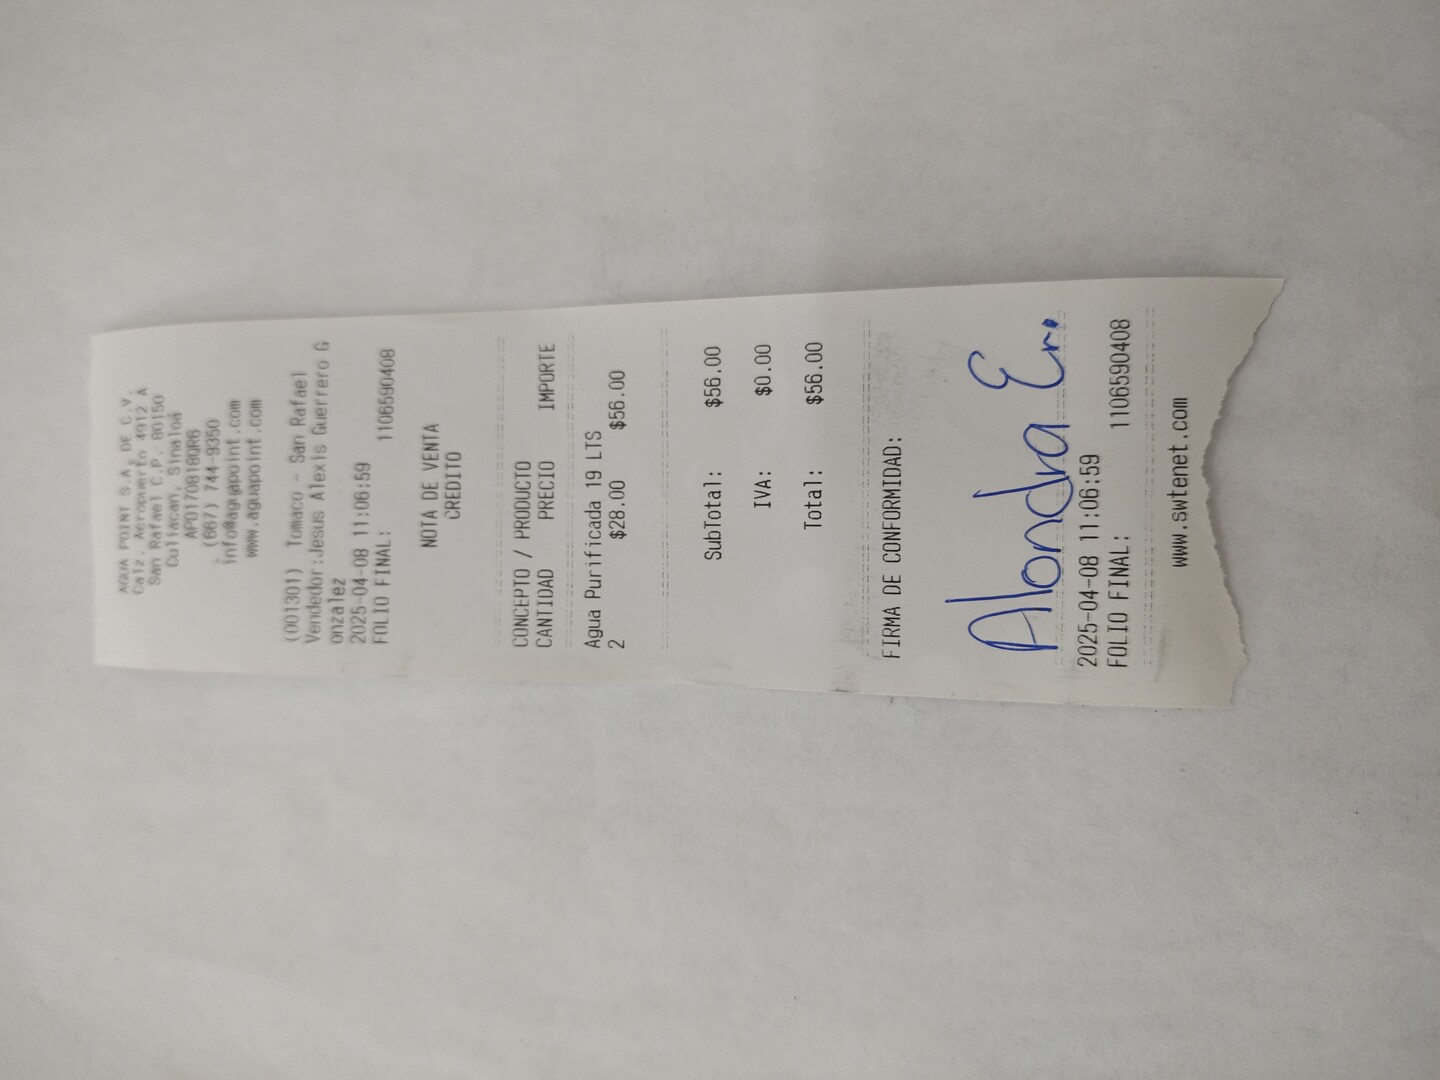 AGUA POINT S.A. DE C.V.
Calz. Aeropuerto 4912 A
San Rafael C.P. 80150
Culiacan, Sinaloa
APO170818QR6
(667) 744-9350
info@aguapoint.com
www.aguapoint.com
(001301) Tomaco - San Rafael
Vendedor:Jesus Alexis Guerrero G
onzalez
2025-04-08 11:06:59
FOLIO FINAL: 1106590408
NOTA DE VENTA
CREDITO
CONCEPTO / PRODUCTO
CANTIDAD PRECIO IMPORTE
Agua Purificada 19 LTS
2 $28.00 $56.00
SubTotal: $56.00
IVA: $0.00
Total: $56.00
FIRMA DE CONFORMIDAD:
Alondra
2025-04-08 11:06:59
FOLIO FINAL: 1106590408
www.swtenet.com